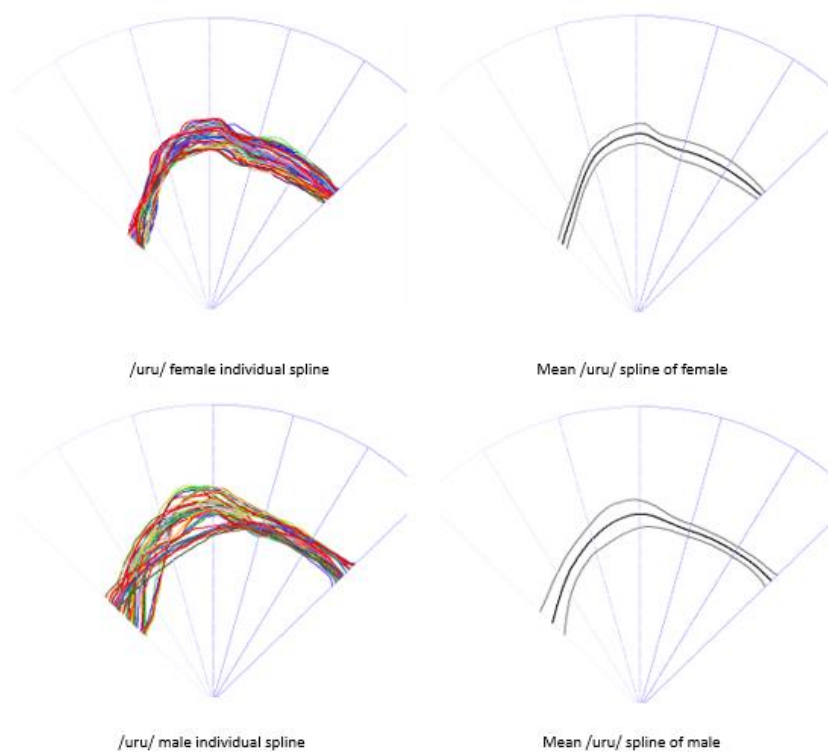 /uru/ female individual spline
Mean /uru/ spline of female
/uru/ male individual spline
Mean /uru/ spline of male